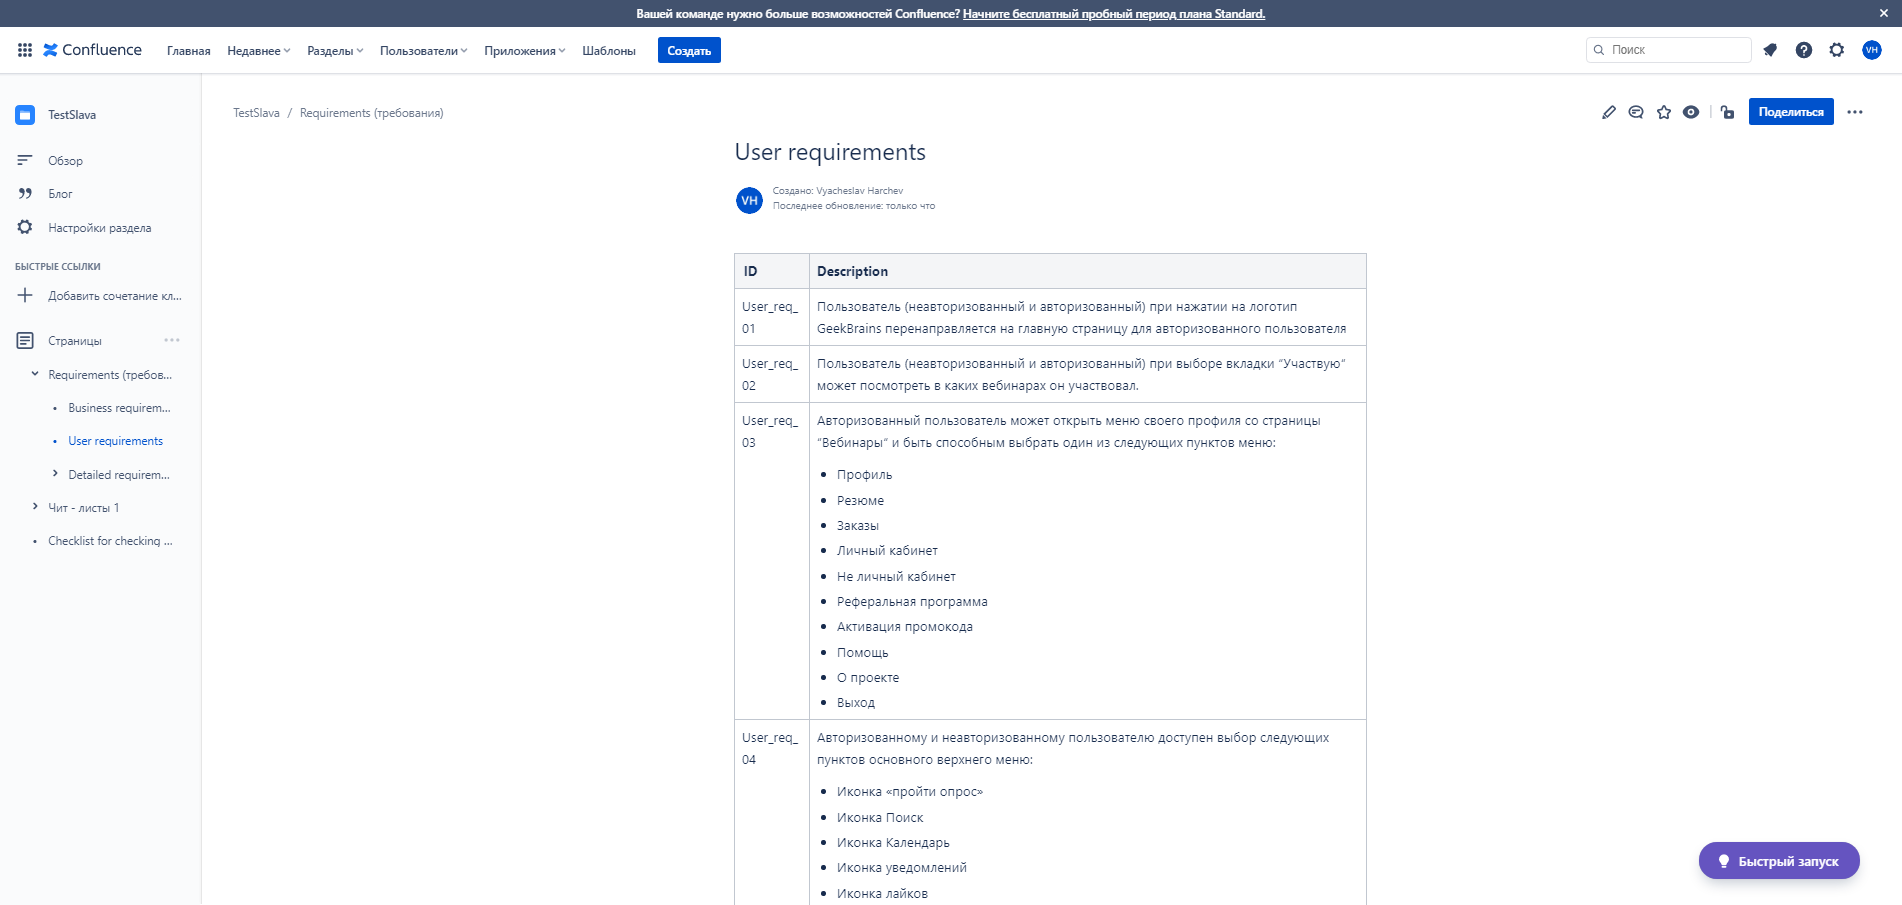 Вашей команде нужно больше возможностей Confluence? Начните бесплатный пробный период плана Standard.
Confluence Главная Недавнее Разделы Пользователи Приложения Шаблоны Создать Поиск VH
TestSlava
Обзор
Блог
Настройки раздела
БЫСТРЫЕ ССЫЛКИ
Добавить сочетание кл...
Страницы
Requirements (требов...
Business requirem...
User requirements
Detailed requirem...
Чит - листы 1
Checklist for checking ...
TestSlava / Requirements (требования)
Поделиться
User requirements
VH
Создано: Vyacheslav Harchev
Последнее обновление: только что
ID Description
User_req_
01
Пользователь (неавторизованный и авторизованный) при нажатии на логотип
GeekBrains перенаправляется на главную страницу для авторизованного пользователя
User_req_
02
Пользователь (неавторизованный и авторизованный) при выборе вкладки “Участвую”
может посмотреть в каких вебинарах он участвовал.
User_req_
03
Авторизованный пользователь может открыть меню своего профиля со страницы
“Вебинары” и быть способным выбрать один из следующих пунктов меню:
• Профиль
• Резюме
• Заказы
• Личный кабинет
• Не личный кабинет
• Реферальная программа
• Активация промокода
• Помощь
• О проекте
• Выход
User_req_
04
Авторизованному и неавторизованному пользователю доступен выбор следующих
пунктов основного верхнего меню:
• Иконка «пройти опрос»
• Иконка Поиск
• Иконка Календарь
• Иконка уведомлений
• Иконка лайков
Быстрый запуск